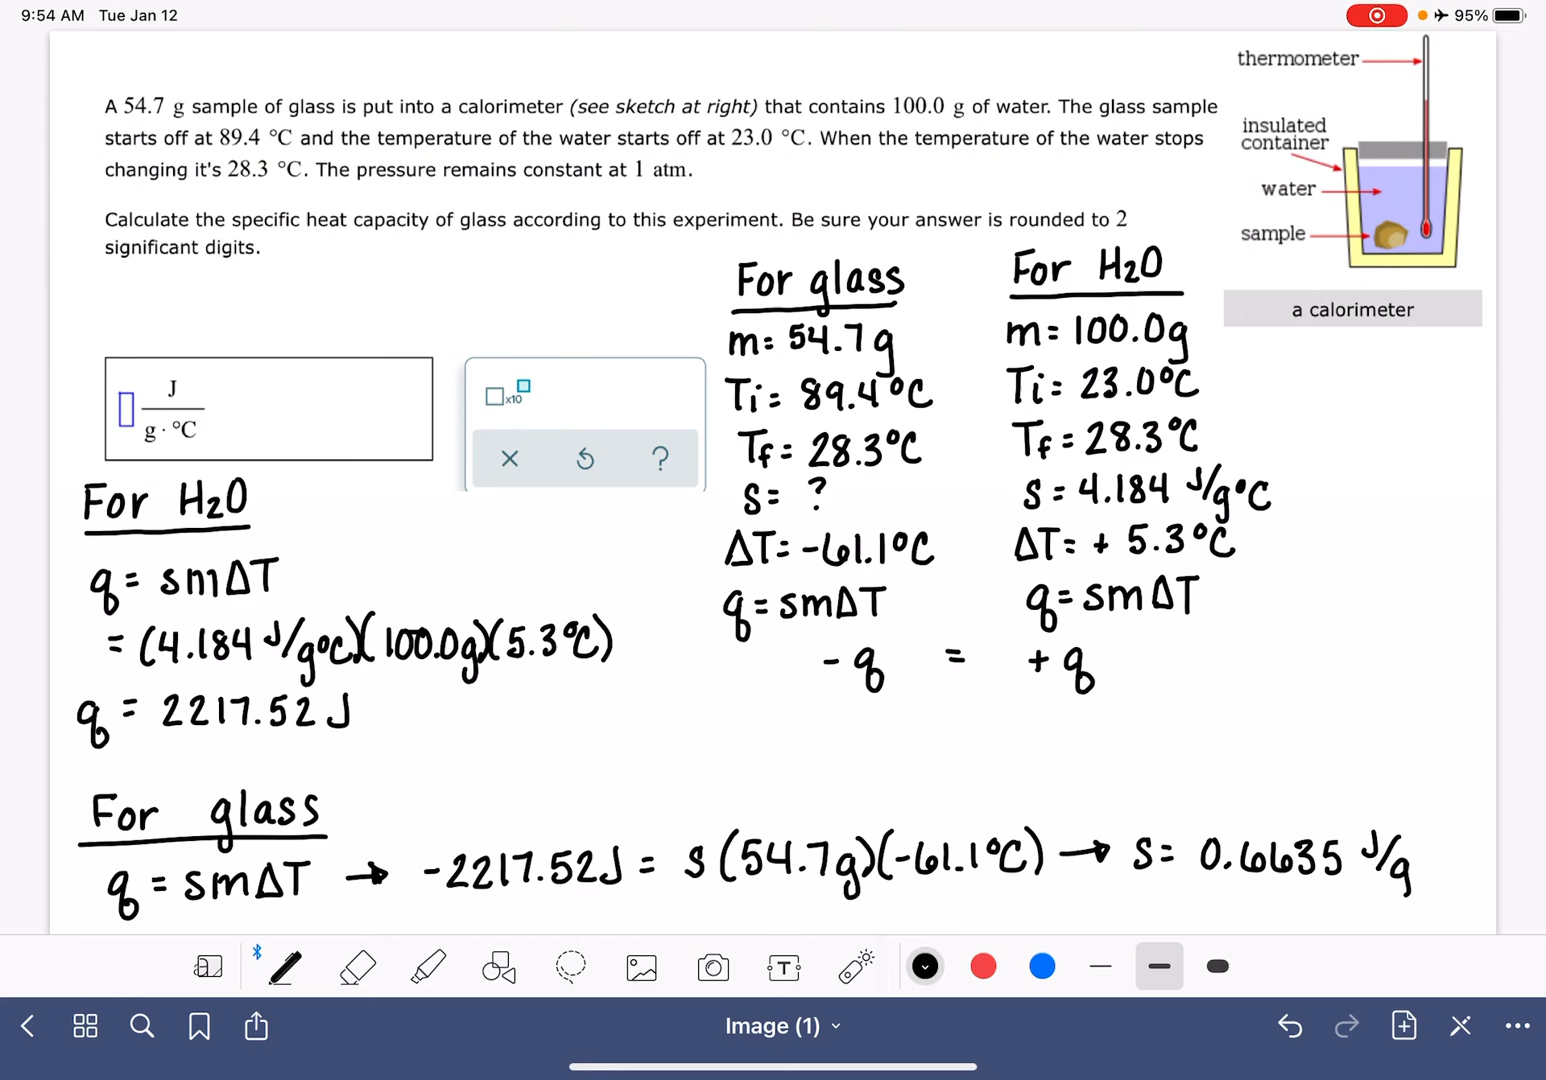 9:54 AM Tue Jan 12
95%
A 54.7 g sample of glass is put into a calorimeter (see sketch at right) that contains 100.0 g of water. The glass sample
starts off at 89.4 °C and the temperature of the water starts off at 23.0 °C. When the temperature of the water stops
changing it's 28.3 °C. The pressure remains constant at 1 atm.
Calculate the specific heat capacity of glass according to this experiment. Be sure your answer is rounded to 2
significant digits.
thermometer
insulated
container
water
sample
a calorimeter
J
g · °C
x10
?
For glass
m= 54.7g
Ti= 89.4°C
Tf= 28.3°C
S= ?
ΔT= -61.1°C
q= smΔT
For H2O
m= 100.0g
Ti= 23.0°C
Tf= 28.3°C
S= 4.184 J/g°C
ΔT= + 5.3°C
q= smΔT
-q = +q
For H2O
q= smΔT
= (4.184 J/g°C)(100.0g)(5.3°C)
q= 2217.52J
For glass
q= smΔT → -2217.52J = s(54.7g)(-61.1°C) → S= 0.6635 J/g
T
Image (1)